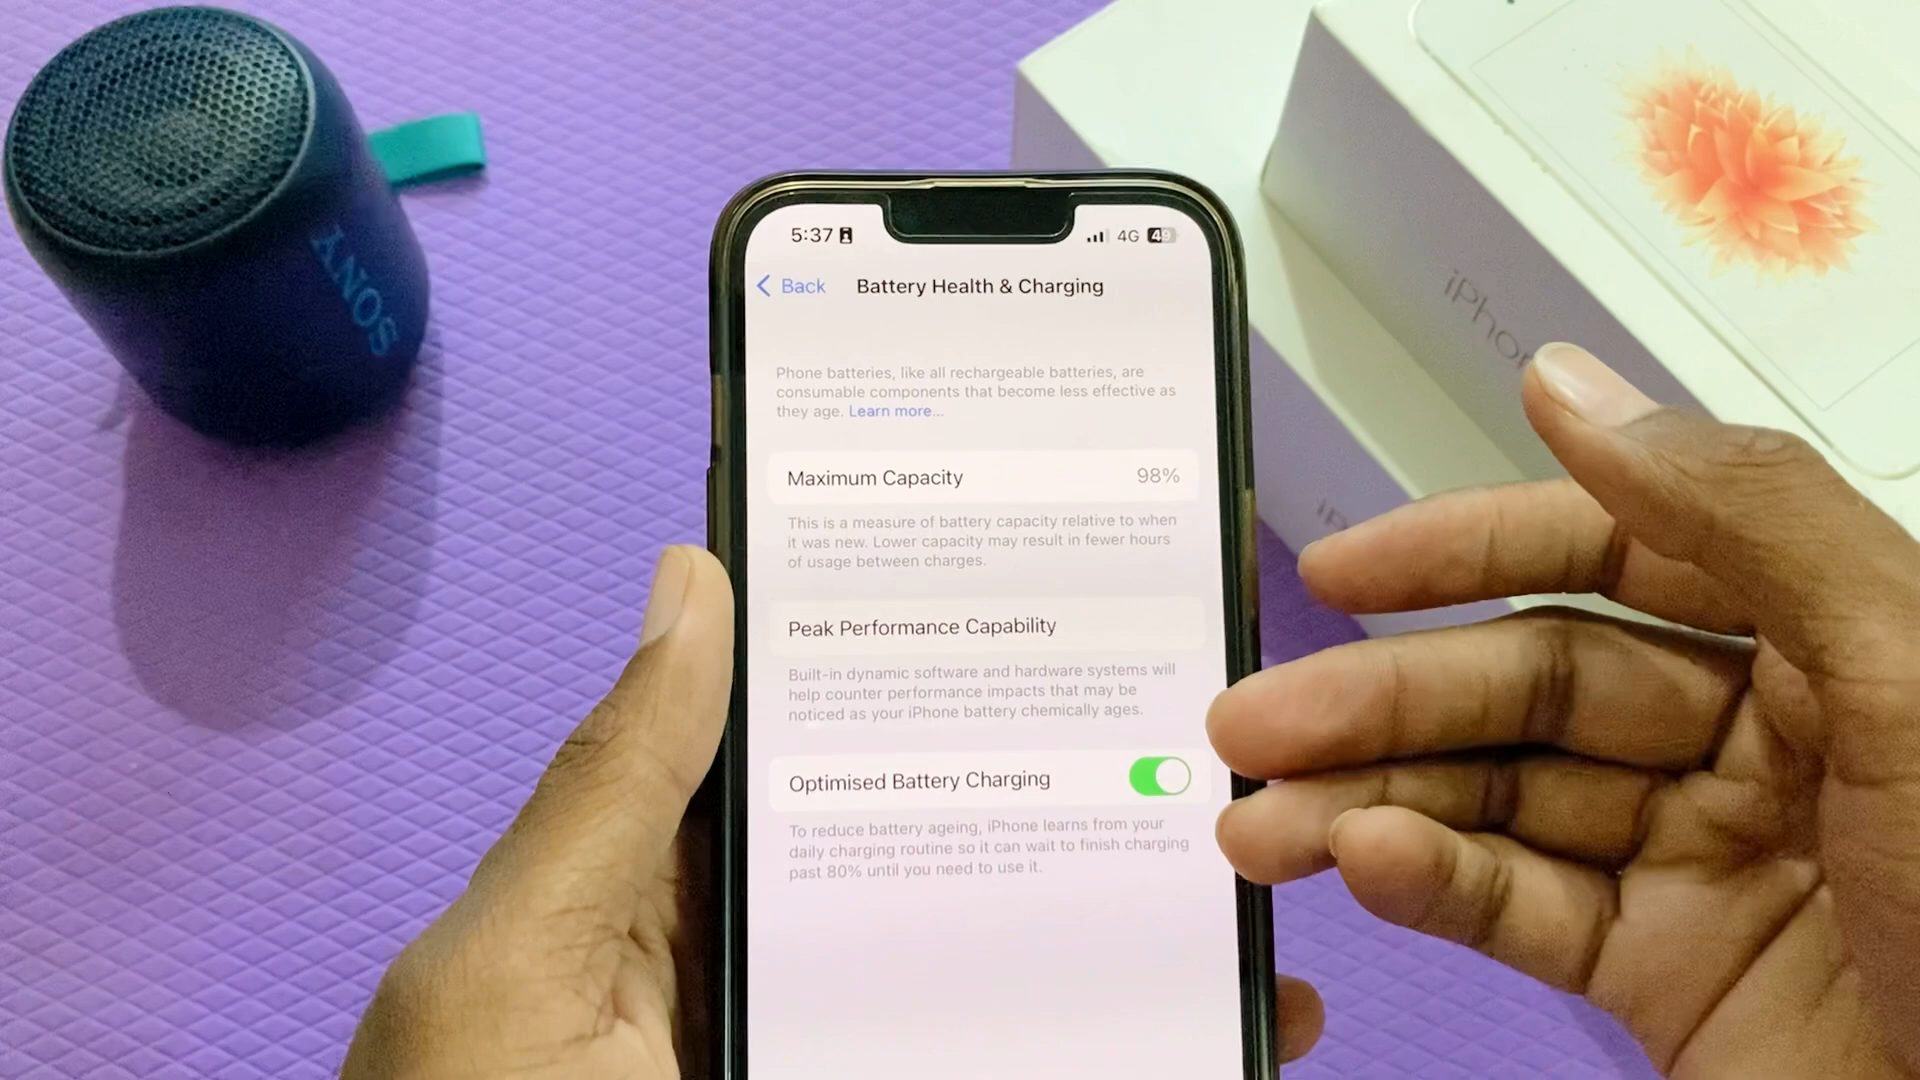 SONY
iPhon
5:37
4G 49
Back
Battery Health & Charging
Phone batteries, like all rechargeable batteries, are
consumable components that become less effective as
they age. Learn more...
Maximum Capacity 98%
This is a measure of battery capacity relative to when
it was new. Lower capacity may result in fewer hours
of usage between charges.
Peak Performance Capability
Built-in dynamic software and hardware systems will
help counter performance impacts that may be
noticed as your iPhone battery chemically ages.
Optimised Battery Charging
To reduce battery ageing, iPhone learns from your
daily charging routine so it can wait to finish charging
past 80% until you need to use it.